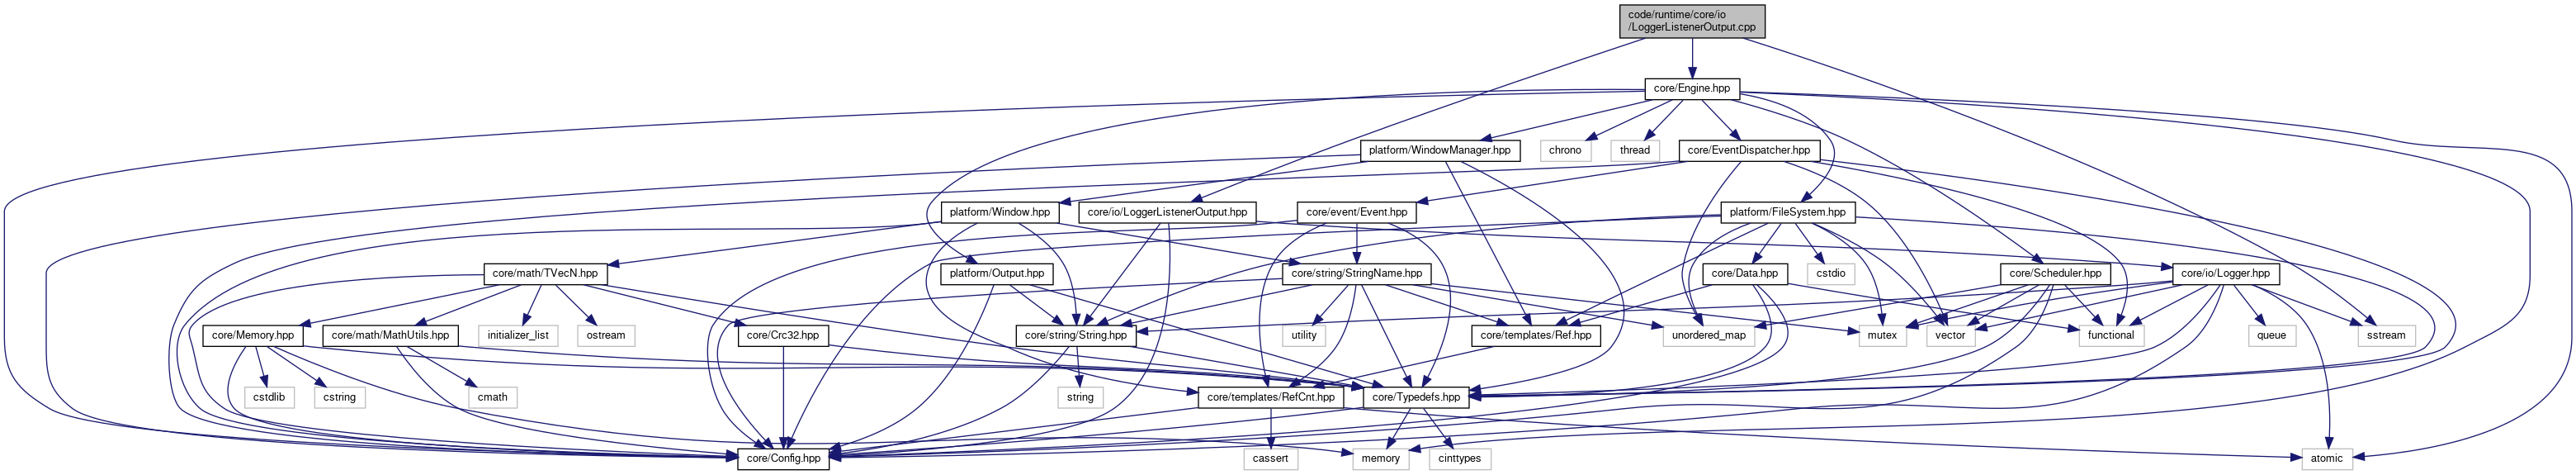 code/runtime/core/io
/LoggerListenerOutput.cpp
core/Engine.hpp
platform/WindowManager.hpp
chrono
thread
core/EventDispatcher.hpp
platform/Window.hpp
core/io/LoggerListenerOutput.hpp
core/event/Event.hpp
platform/FileSystem.hpp
core/math/TVecN.hpp
platform/Output.hpp
core/string/StringName.hpp
core/Data.hpp
cstdio
core/Scheduler.hpp
core/io/Logger.hpp
core/Memory.hpp
core/math/MathUtils.hpp
initializer_list
ostream
core/Crc32.hpp
core/string/String.hpp
utility
core/templates/Ref.hpp
unordered_map
mutex
vector
functional
queue
sstream
cstdlib
cstring
cmath
string
core/templates/RefCnt.hpp
core/Typedefs.hpp
core/Config.hpp
cassert
memory
cinttypes
atomic